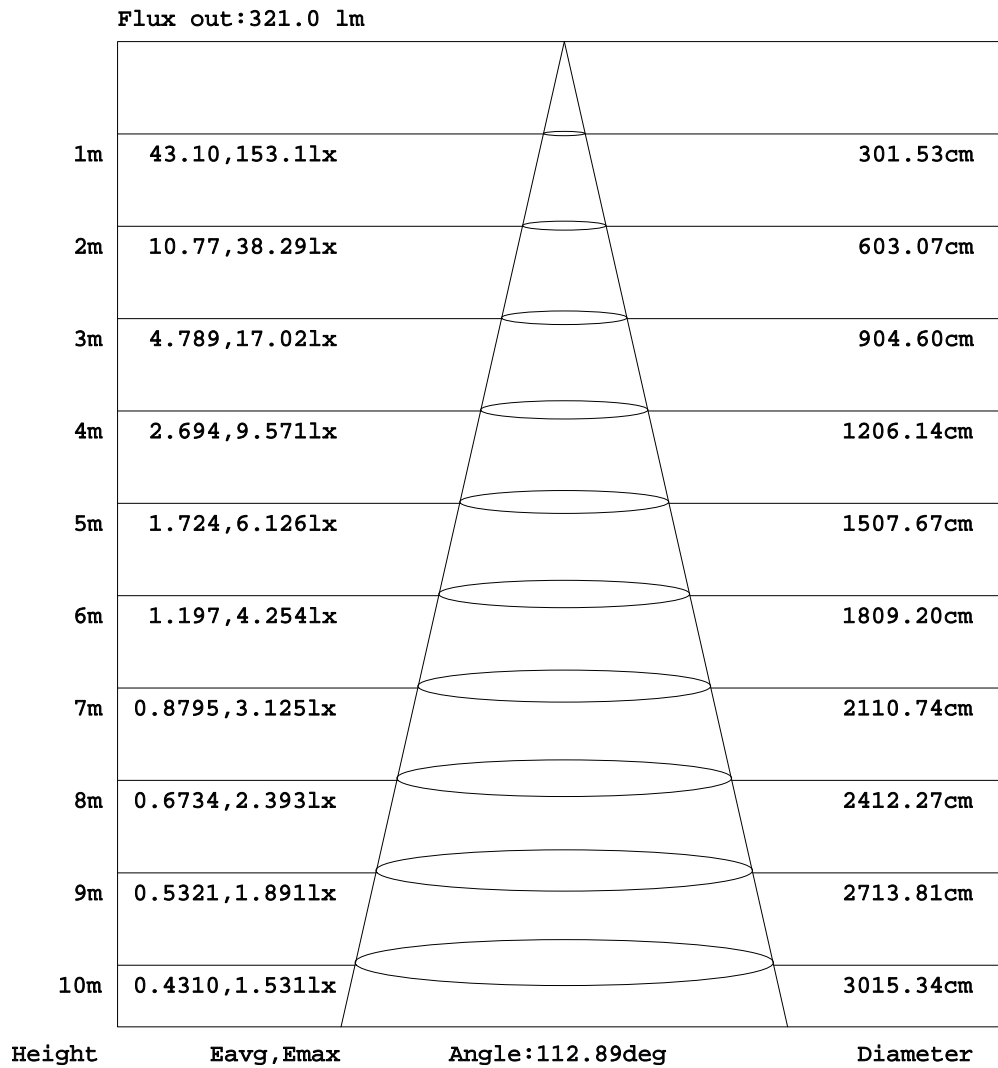 Flux out:321.0 lm
1m 43.10,153.1lx 301.53cm
2m 10.77,38.29lx 603.07cm
3m 4.789,17.02lx 904.60cm
4m 2.694,9.571lx 1206.14cm
5m 1.724,6.126lx 1507.67cm
6m 1.197,4.254lx 1809.20cm
7m 0.8795,3.125lx 2110.74cm
8m 0.6734,2.393lx 2412.27cm
9m 0.5321,1.891lx 2713.81cm
10m 0.4310,1.531lx 3015.34cm
Height Eavg,Emax Angle:112.89deg Diameter